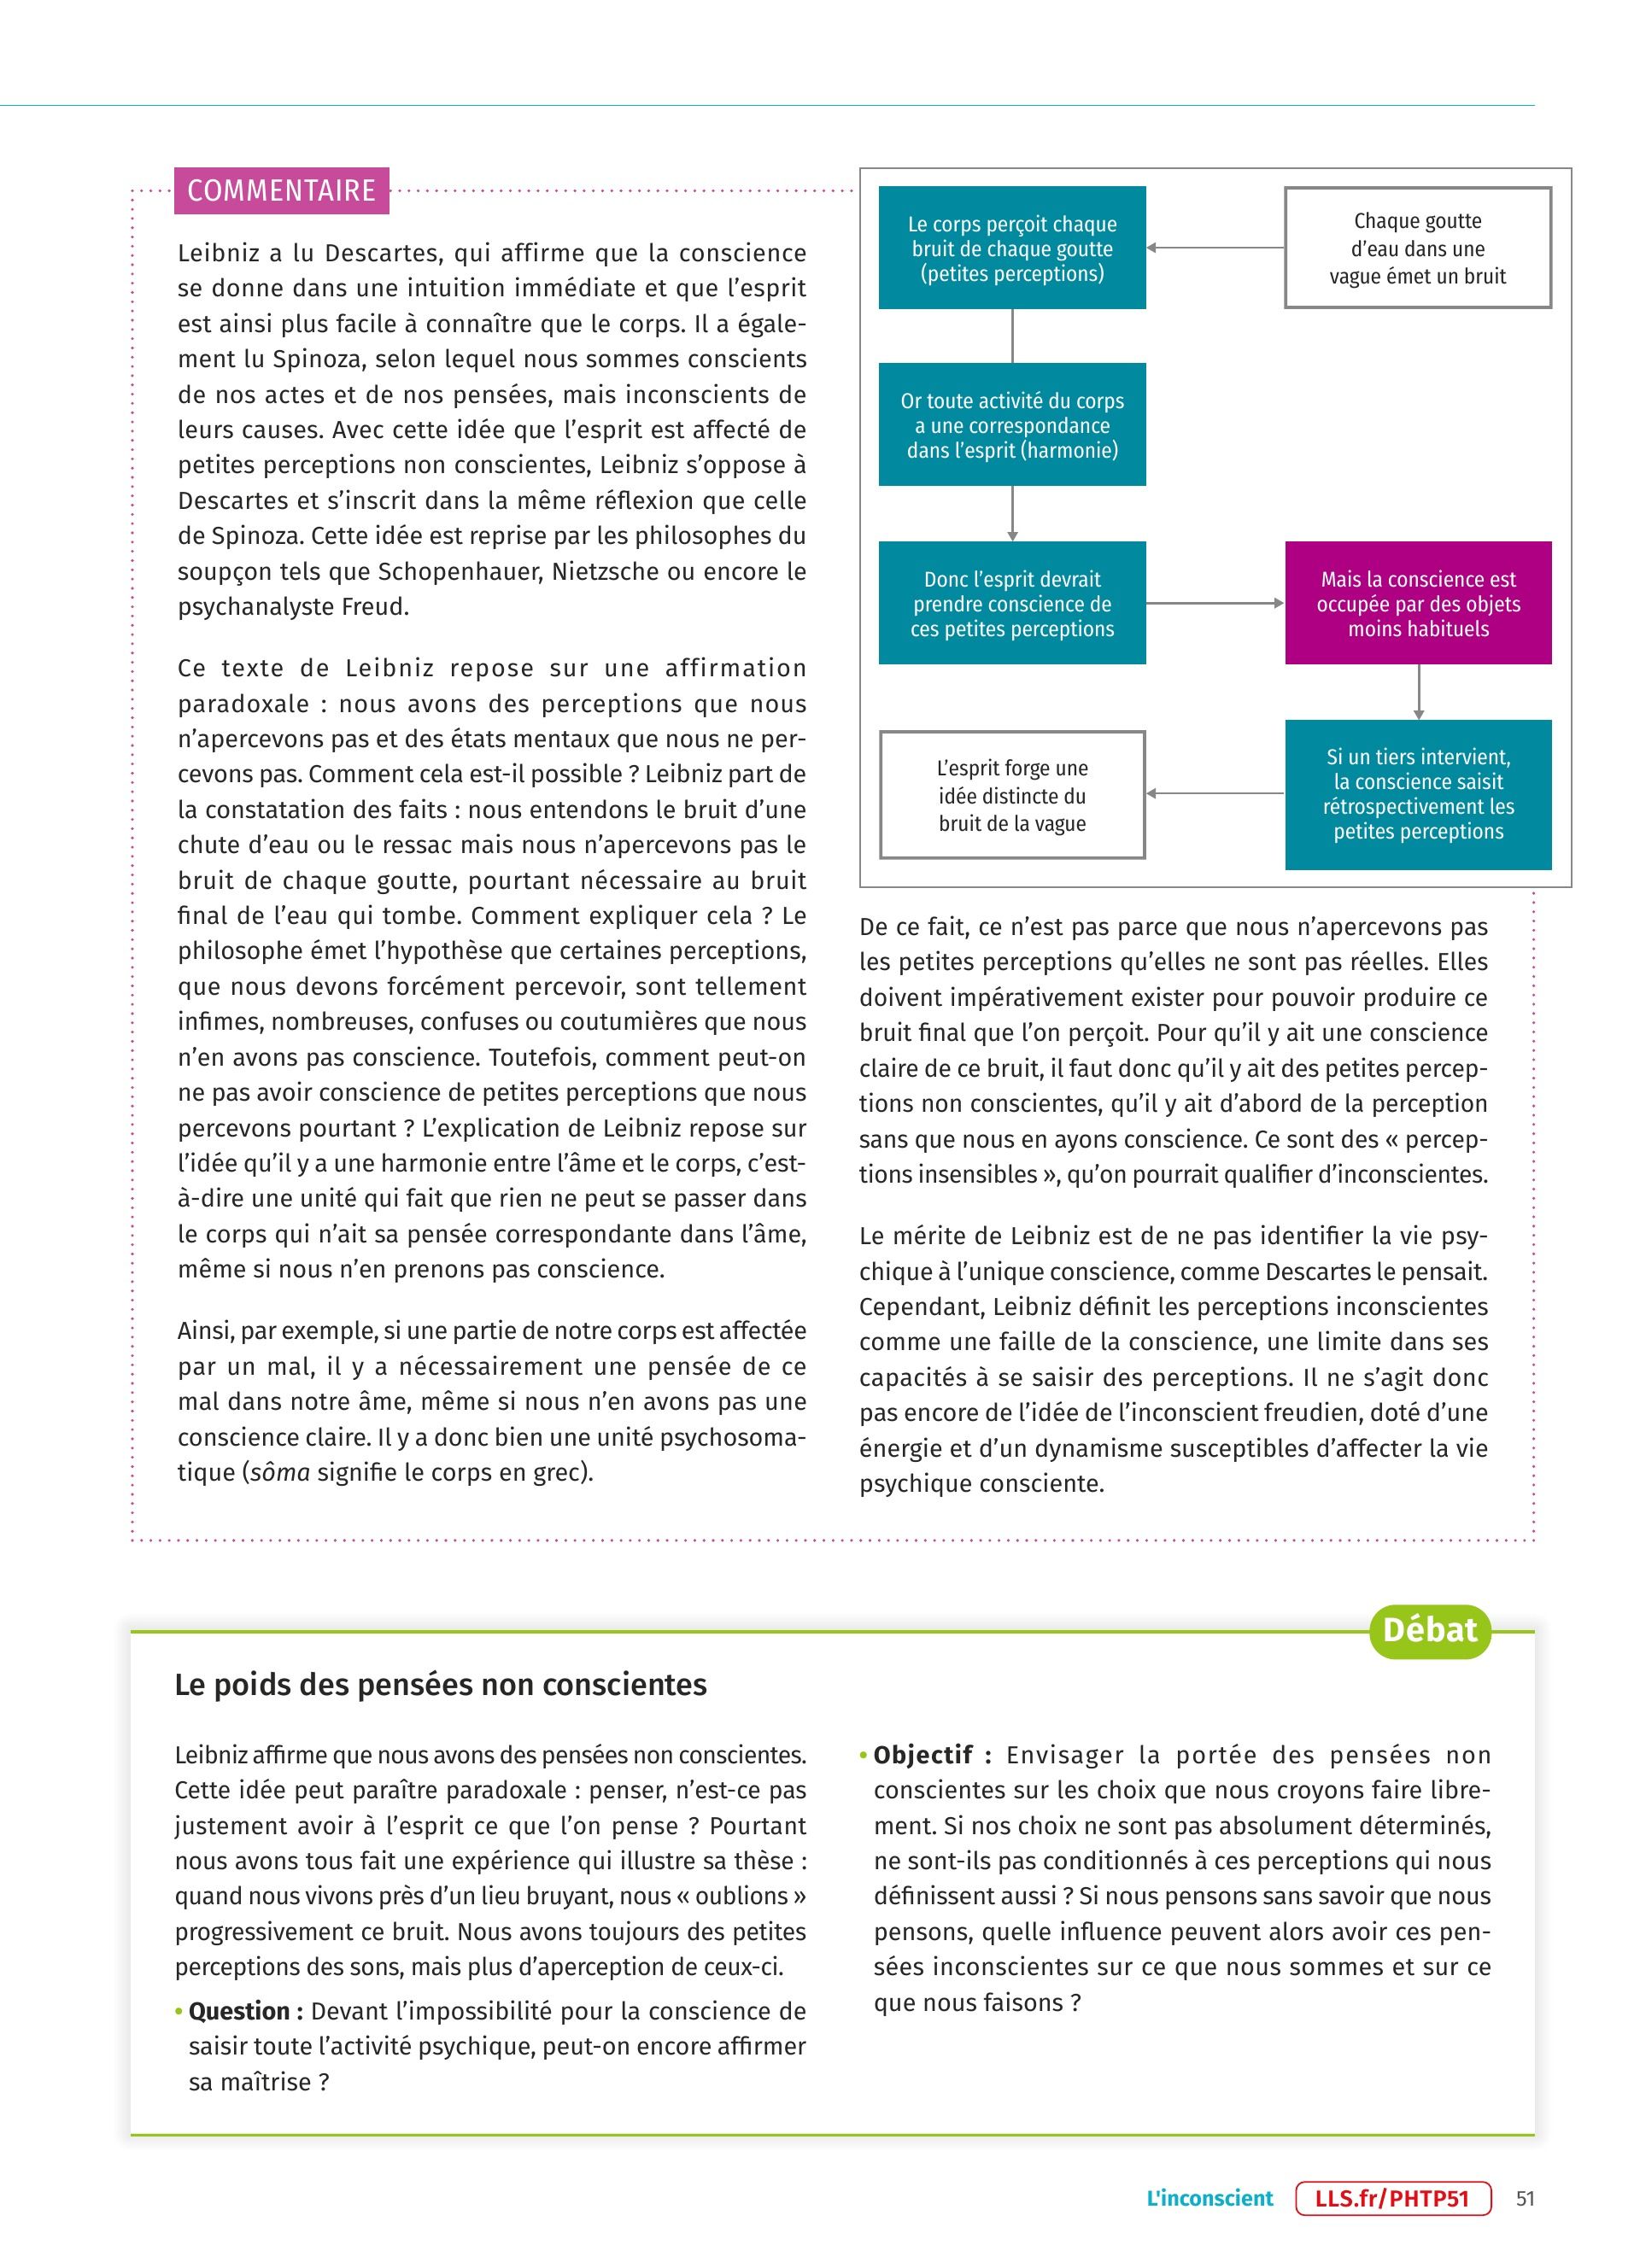 COMMENTAIRE
Leibniz a lu Descartes, qui affirme que la conscience
se donne dans une intuition immédiate et que l’esprit
est ainsi plus facile à connaître que le corps. Il a égale-
ment lu Spinoza, selon lequel nous sommes conscients
de nos actes et de nos pensées, mais inconscients de
leurs causes. Avec cette idée que l’esprit est affecté de
petites perceptions non conscientes, Leibniz s’oppose à
Descartes et s’inscrit dans la même réflexion que celle
de Spinoza. Cette idée est reprise par les philosophes du
soupçon tels que Schopenhauer, Nietzsche ou encore le
psychanalyste Freud.
Ce texte de Leibniz repose sur une affirmation
paradoxale : nous avons des perceptions que nous
n’apercevons pas et des états mentaux que nous ne per-
cevons pas. Comment cela est-il possible ? Leibniz part de
la constatation des faits : nous entendons le bruit d’une
chute d’eau ou le ressac mais nous n’apercevons pas le
bruit de chaque goutte, pourtant nécessaire au bruit
final de l’eau qui tombe. Comment expliquer cela ? Le
philosophe émet l’hypothèse que certaines perceptions,
que nous devons forcément percevoir, sont tellement
infimes, nombreuses, confuses ou coutumières que nous
n’en avons pas conscience. Toutefois, comment peut-on
ne pas avoir conscience de petites perceptions que nous
percevons pourtant ? L’explication de Leibniz repose sur
l’idée qu’il y a une harmonie entre l’âme et le corps, c’est-
à-dire une unité qui fait que rien ne peut se passer dans
le corps qui n’ait sa pensée correspondante dans l’âme,
même si nous n’en prenons pas conscience.
Ainsi, par exemple, si une partie de notre corps est affectée
par un mal, il y a nécessairement une pensée de ce
mal dans notre âme, même si nous n’en avons pas une
conscience claire. Il y a donc bien une unité psychosoma-
tique (sôma signifie le corps en grec).
Le corps perçoit chaque
bruit de chaque goutte
(petites perceptions)
Chaque goutte
d’eau dans une
vague émet un bruit
Or toute activité du corps
a une correspondance
dans l’esprit (harmonie)
Donc l’esprit devrait
prendre conscience de
ces petites perceptions
Mais la conscience est
occupée par des objets
moins habituels
Si un tiers intervient,
la conscience saisit
rétrospectivement les
petites perceptions
L’esprit forge une
idée distincte du
bruit de la vague
De ce fait, ce n’est pas parce que nous n’apercevons pas
les petites perceptions qu’elles ne sont pas réelles. Elles
doivent impérativement exister pour pouvoir produire ce
bruit final que l’on perçoit. Pour qu’il y ait une conscience
claire de ce bruit, il faut donc qu’il y ait des petites percep-
tions non conscientes, qu’il y ait d’abord de la perception
sans que nous en ayons conscience. Ce sont des « percep-
tions insensibles », qu’on pourrait qualifier d’inconscientes.
Le mérite de Leibniz est de ne pas identifier la vie psy-
chique à l’unique conscience, comme Descartes le pensait.
Cependant, Leibniz définit les perceptions inconscientes
comme une faille de la conscience, une limite dans ses
capacités à se saisir des perceptions. Il ne s’agit donc
pas encore de l’idée de l’inconscient freudien, doté d’une
énergie et d’un dynamisme susceptibles d’affecter la vie
psychique consciente.
Débat
Le poids des pensées non conscientes
Leibniz affirme que nous avons des pensées non conscientes.
Cette idée peut paraître paradoxale : penser, n’est-ce pas
justement avoir à l’esprit ce que l’on pense ? Pourtant
nous avons tous fait une expérience qui illustre sa thèse :
quand nous vivons près d’un lieu bruyant, nous « oublions »
progressivement ce bruit. Nous avons toujours des petites
perceptions des sons, mais plus d’aperception de ceux-ci.
• Question : Devant l’impossibilité pour la conscience de
saisir toute l’activité psychique, peut-on encore affirmer
sa maîtrise ?
• Objectif : Envisager la portée des pensées non
conscientes sur les choix que nous croyons faire libre-
ment. Si nos choix ne sont pas absolument déterminés,
ne sont-ils pas conditionnés à ces perceptions qui nous
définissent aussi ? Si nous pensons sans savoir que nous
pensons, quelle influence peuvent alors avoir ces pen-
sées inconscientes sur ce que nous sommes et sur ce
que nous faisons ?
L'inconscient LLS.fr/PHTP51 51